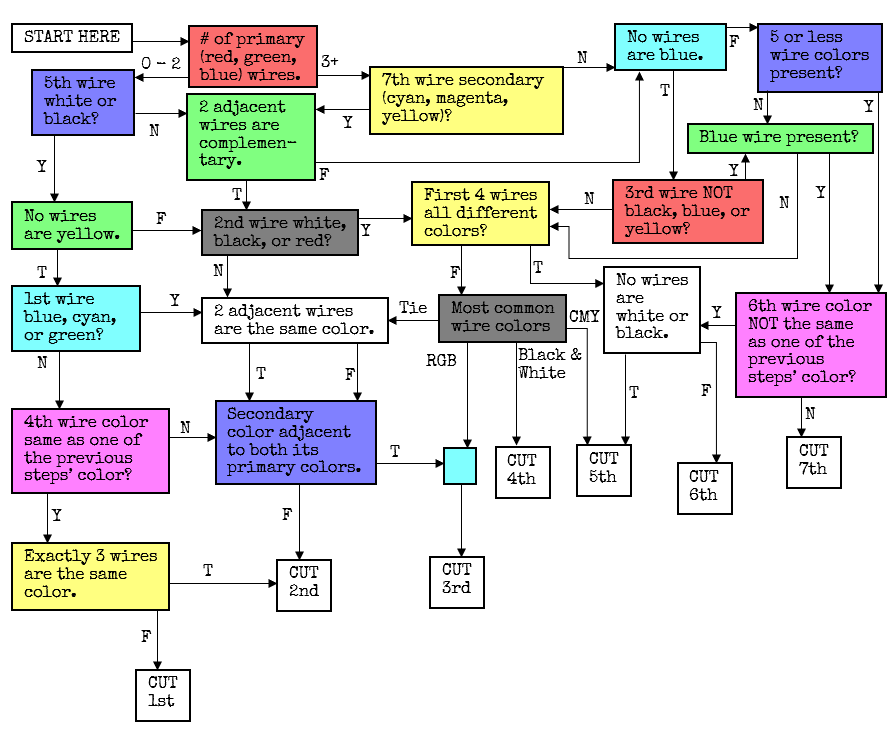 START HERE
# of primary
(red, green,
blue) wires.
0 - 2
3+
5th wire
white or
black?
N
Y
2 adjacent
wires are
complemen-
tary.
T
F
7th wire secondary
(cyan, magenta,
yellow)?
Y
N
No wires
are blue.
F
T
5 or less
wire colors
present?
N
Y
Blue wire present?
Y
N
Y
3rd wire NOT
black, blue, or
yellow?
N
First 4 wires
all different
colors?
F
T
No wires
are yellow.
F
T
2nd wire white,
black, or red?
Y
N
1st wire
blue, cyan,
or green?
Y
N
2 adjacent wires
are the same color.
T
F
Tie
Most common
wire colors
CMY
RGB
Black &
White
No wires
are
white or
black.
Y
T
F
6th wire color
NOT the same
as one of the
previous
steps' color?
N
4th wire color
same as one of
the previous
steps' color?
N
Y
Secondary
color adjacent
to both its
primary colors.
T
F
CUT
4th
CUT
5th
CUT
6th
CUT
7th
Exactly 3 wires
are the same
color.
T
F
CUT
2nd
CUT
3rd
CUT
1st